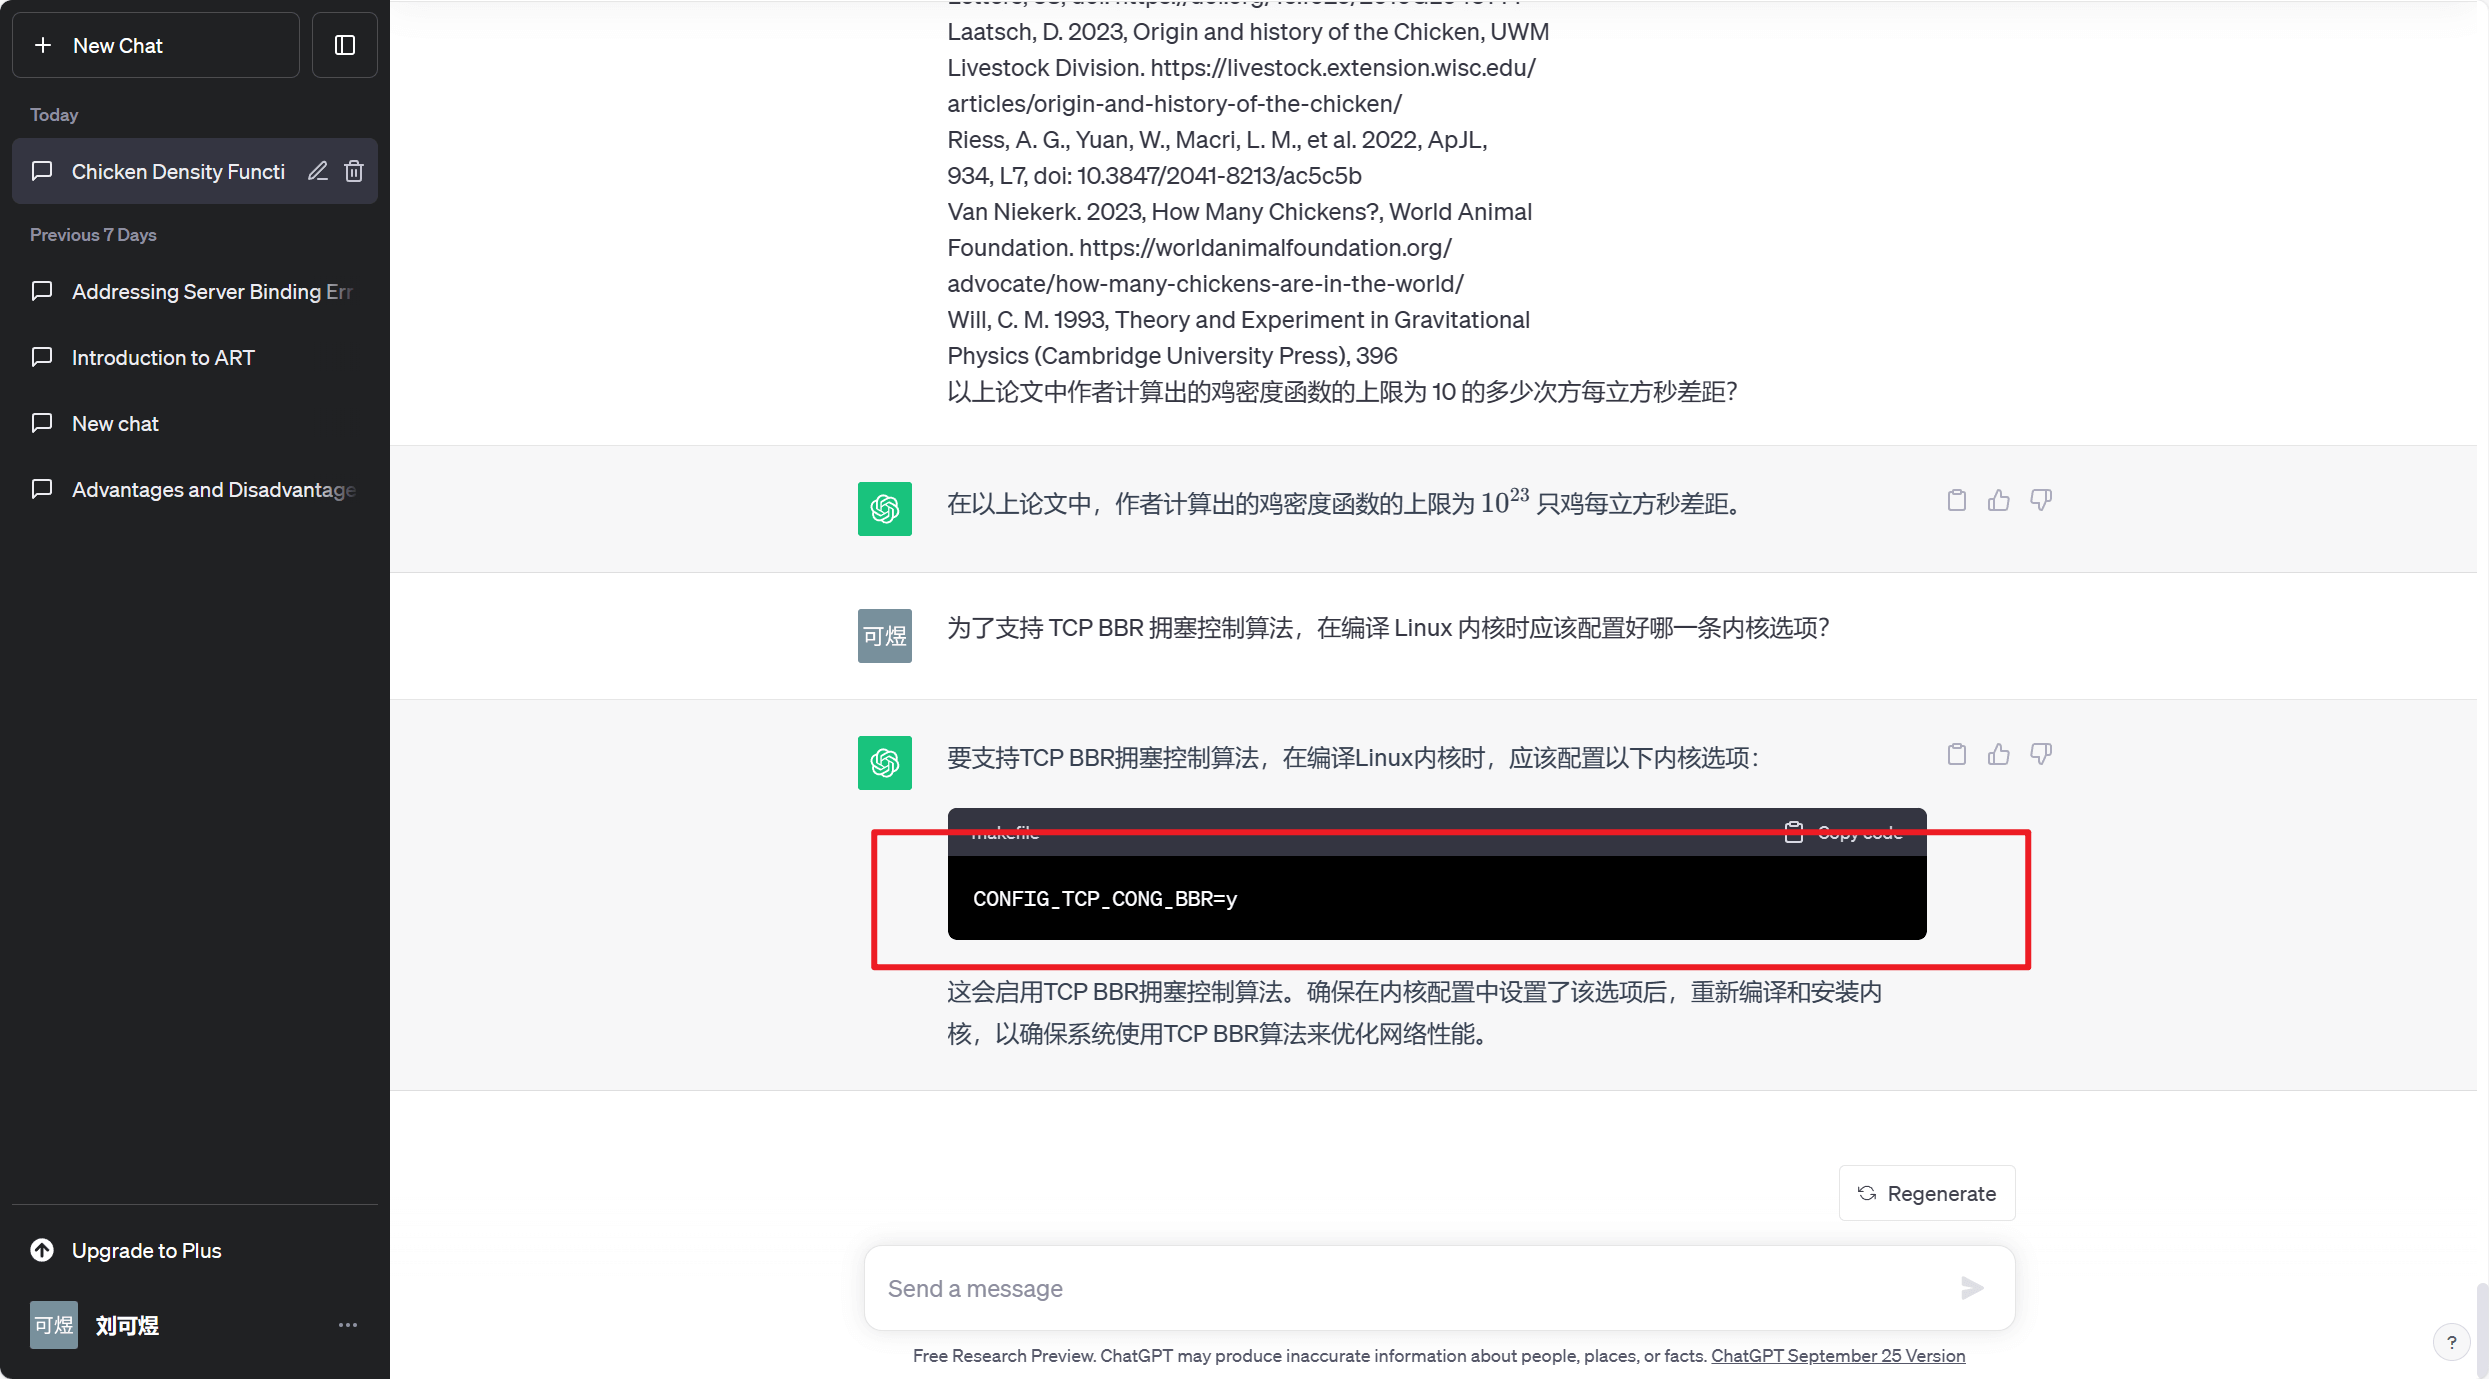 New Chat
Today
Chicken Density Functi
Previous 7 Days
Addressing Server Binding Err
Introduction to ART
New chat
Advantages and Disadvantage
Upgrade to Plus
可煜
刘可煜
Laatsch, D. 2023, Origin and history of the Chicken, UWM
Livestock Division. https://livestock.extension.wisc.edu/
articles/origin-and-history-of-the-chicken/
Riess, A. G., Yuan, W., Macri, L. M., et al. 2022, ApJL,
934, L7, doi: 10.3847/2041-8213/ac5c5b
Van Niekerk. 2023, How Many Chickens?, World Animal
Foundation. https://worldanimalfoundation.org/
advocate/how-many-chickens-are-in-the-world/
Will, C. M. 1993, Theory and Experiment in Gravitational
Physics (Cambridge University Press), 396
以上论文中作者计算出的鸡密度函数的上限为 10 的多少次方每立方秒差距?
在以上论文中，作者计算出的鸡密度函数的上限为 10²³ 只鸡每立方秒差距。
可煜
为了支持 TCP BBR 拥塞控制算法，在编译 Linux 内核时应该配置好哪一条内核选项?
要支持TCP BBR拥塞控制算法，在编译Linux内核时，应该配置以下内核选项：
makefile
Copy code
CONFIG_TCP_CONG_BBR=y
这会启用TCP BBR拥塞控制算法。确保在内核配置中设置了该选项后，重新编译和安装内
核，以确保系统使用TCP BBR算法来优化网络性能。
Regenerate
Send a message
Free Research Preview. ChatGPT may produce inaccurate information about people, places, or facts. ChatGPT September 25 Version
?